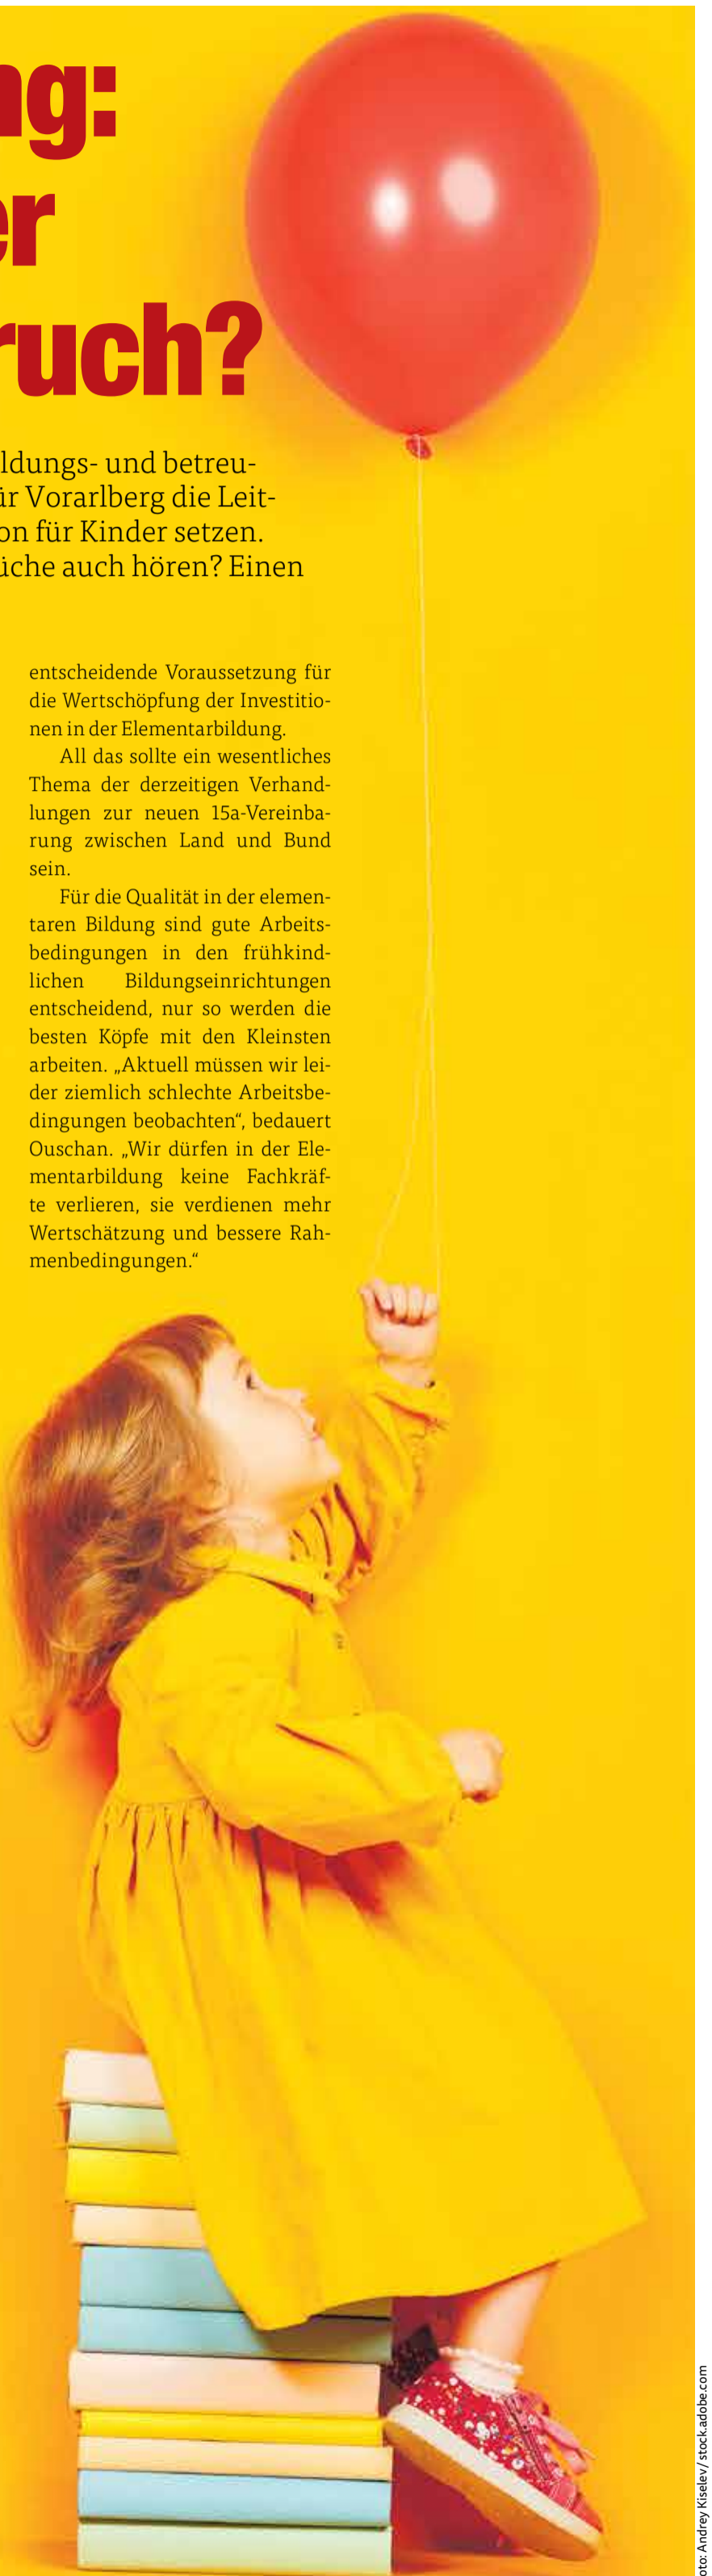 ng:
er
ruch?
ldungs- und betreu-
ür Vorarlberg die Leit-
on für Kinder setzen.
üche auch hören? Einen
entscheidende Voraussetzung für
die Wertschöpfung der Investitio-
nen in der Elementarbildung.
All das sollte ein wesentliches
Thema der derzeitigen Verhand-
lungen zur neuen 15a-Vereinba-
rung zwischen Land und Bund
sein.
Für die Qualität in der elemen-
taren Bildung sind gute Arbeits-
bedingungen in den frühkind-
lichen Bildungseinrichtungen
entscheidend, nur so werden die
besten Köpfe mit den Kleinsten
arbeiten. „Aktuell müssen wir lei-
der ziemlich schlechte Arbeitsbe-
dingungen beobachten“, bedauert
Ouschan. „Wir dürfen in der Ele-
mentarbildung keine Fachkräf-
te verlieren, sie verdienen mehr
Wertschätzung und bessere Rah-
menbedingungen.“
oto: Andrey Kiselev / stock.adobe.com